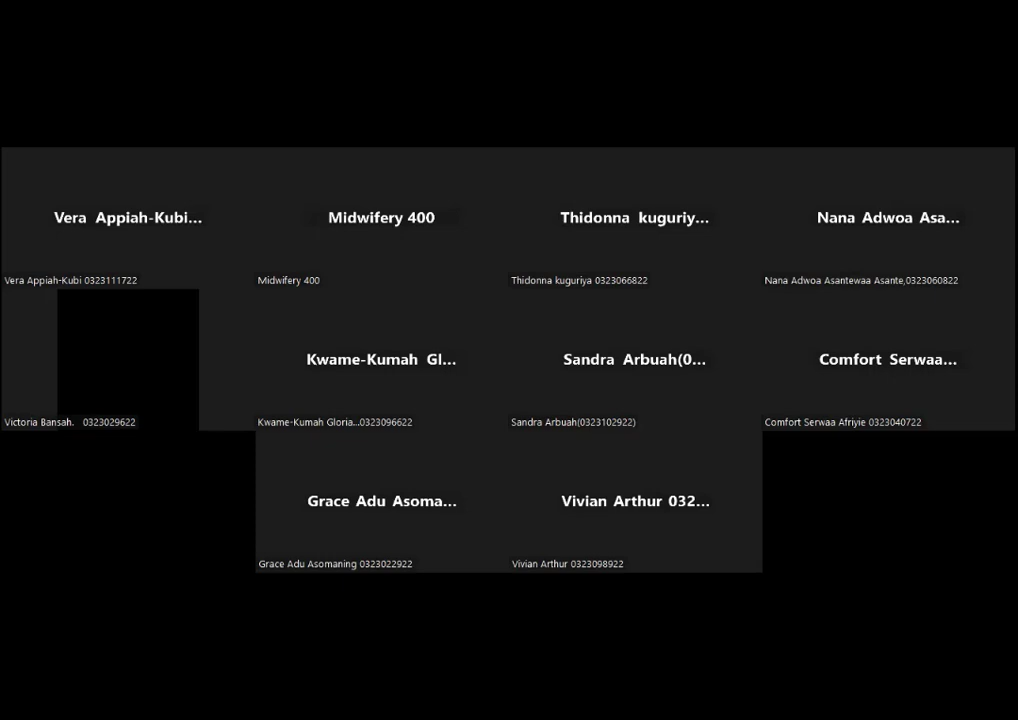 Vera Appiah-Kubi...
Midwifery 400
Thidonna kuguriy...
Nana Adwoa Asa...
Vera Appiah-Kubi 0323111722
Midwifery 400
Thidonna kuguriya 0323066822
Nana Adwoa Asantewaa Asante,0323060822
Kwame-Kumah Gl...
Sandra Arbuah(0...
Comfort Serwaa...
Victoria Bansah. 0323029622
Kwame-Kumah Gloria...0323096622
Sandra Arbuah(0323102922)
Comfort Serwaa Afriyie 0323040722
Grace Adu Asoma...
Vivian Arthur 032...
Grace Adu Asomaning 0323022922
Vivian Arthur 0323098922